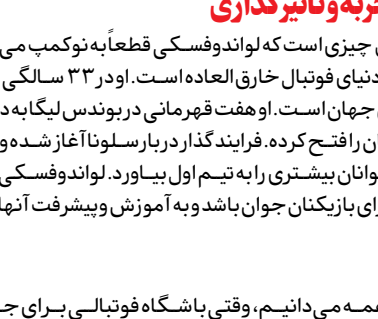 تجربه و تاثیرگذاری
چیزی است که لواندوفسکی قطعاً به نوکمپ می
دنیای فوتبال خارق‌العاده است. او در ۳۳ سالگی
جهان است. او هفت قهرمانی در بوندس لیگا به د
ان را فتح کرده. فرایند گذار در بارسلونا آغاز شده و
وانان بیشتری را به تیم اول بیاورد. لواندوفسکی
رای بازیکنان جوان باشد و به آموزش و پیشرفت آنها
همه می‌دانیم، وقتی باشگاه فوتبالی برای جـ